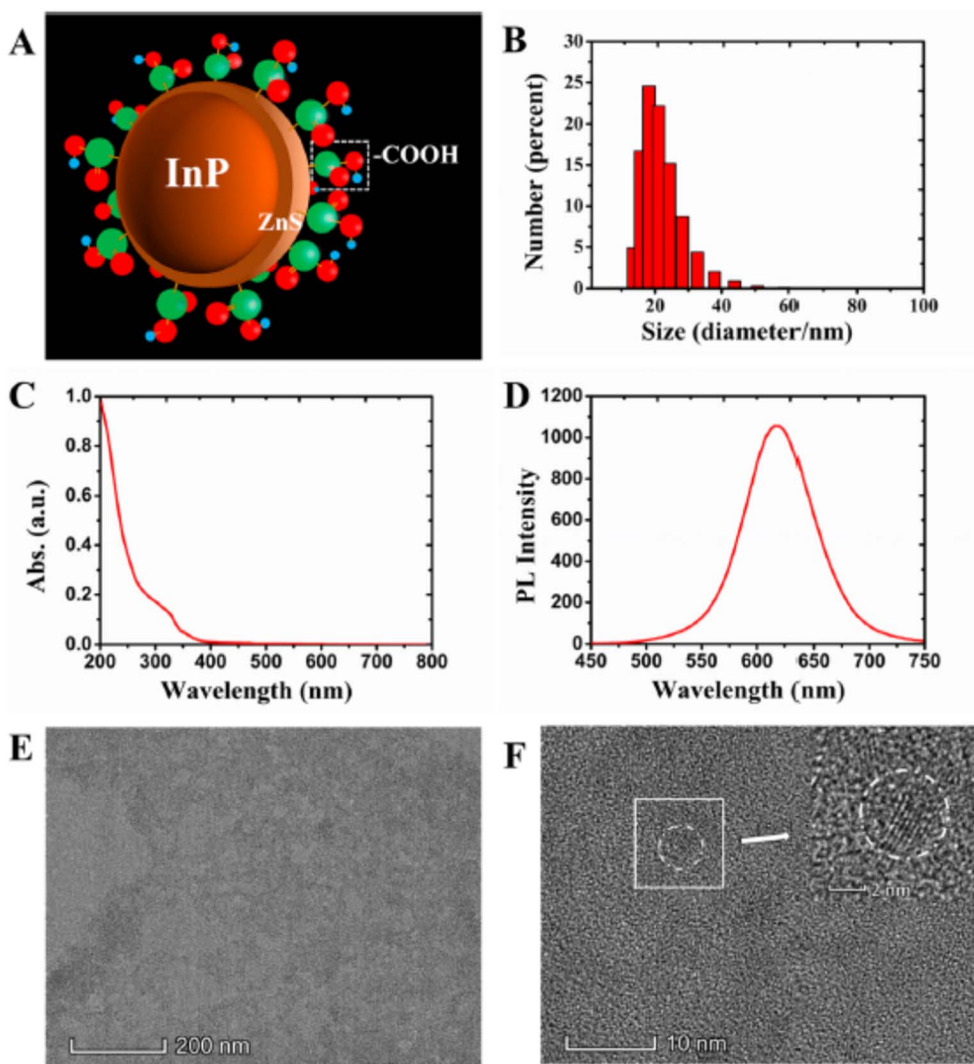 A
InP
ZnS
-COOH
B
30
25
20
15
10
5
0
Number (percent)
20 40 60 80 100
Size (diameter/nm)
C
1.0
0.8
0.6
0.4
0.2
0.0
Abs. (a.u.)
200 300 400 500 600 700 800
Wavelength (nm)
D
1200
1000
800
600
400
200
0
PL Intensity
450 500 550 600 650 700 750
Wavelength (nm)
E
200 nm
F
2 nm
10 nm